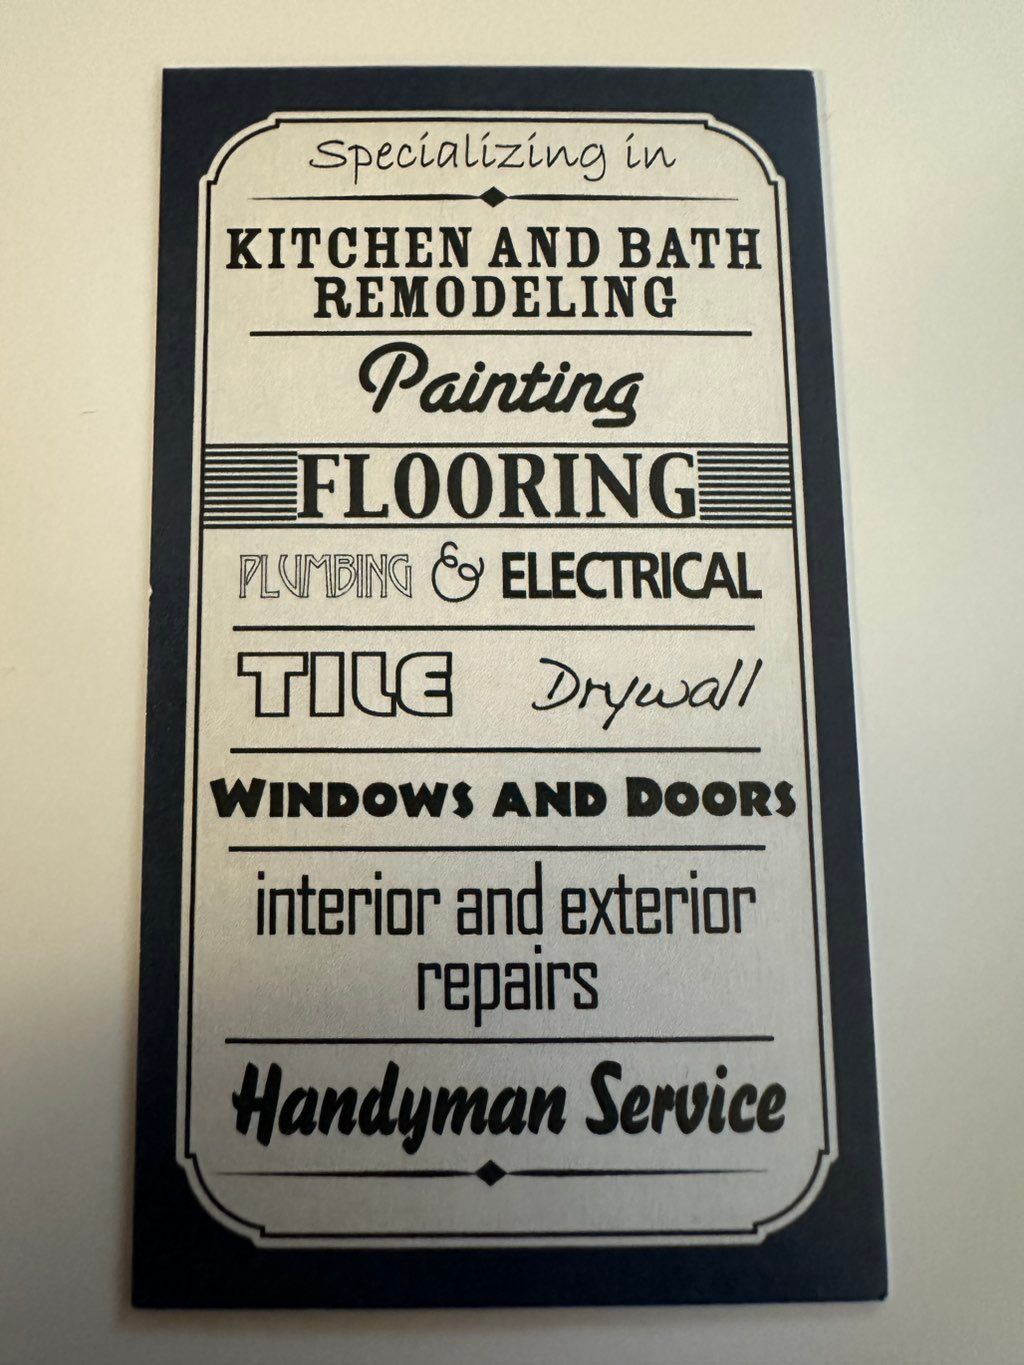 Specializing in
KITCHEN AND BATH
REMODELING
Painting
FLOORING
PLUMBING & ELECTRICAL
TILE Drywall
WINDOWS AND DOORS
interior and exterior
repairs
Handyman Service